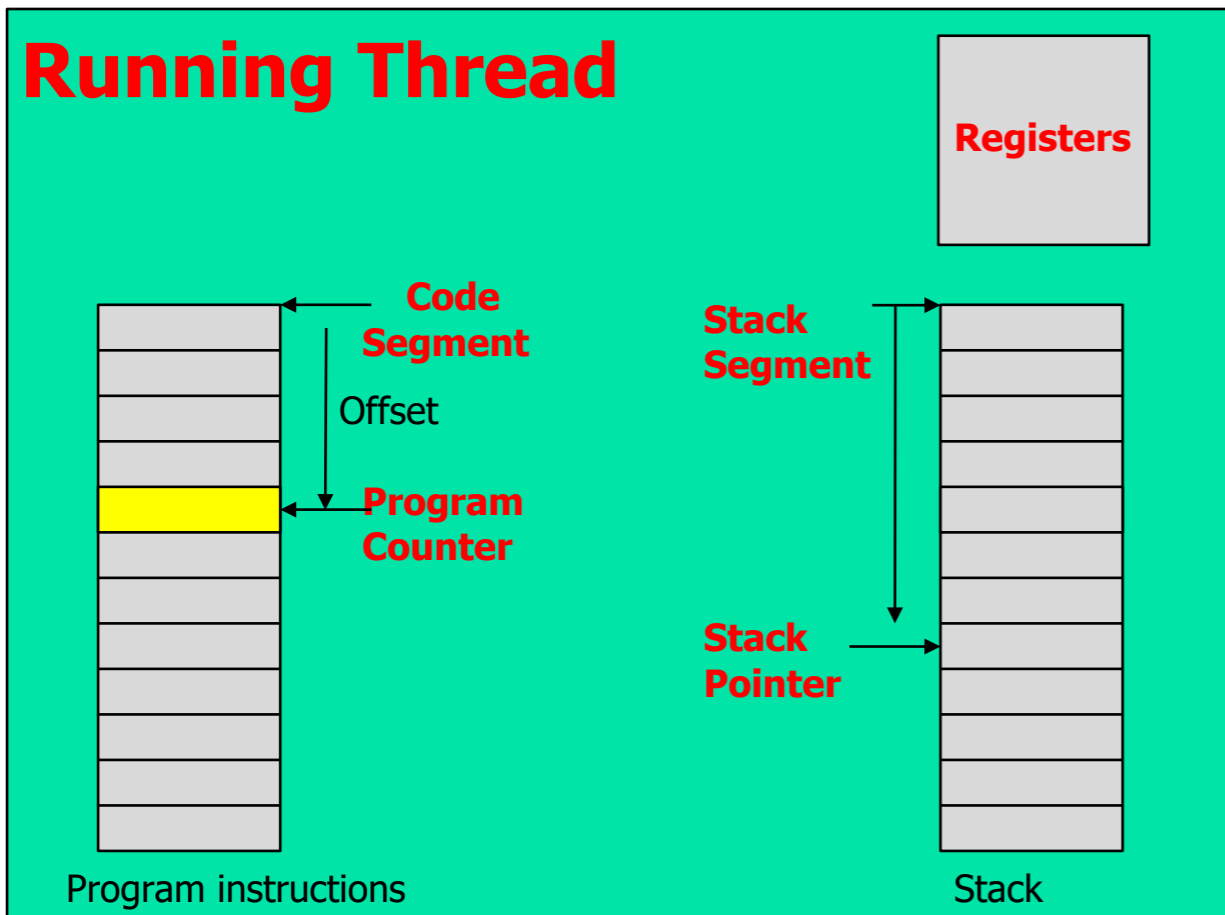 Running Thread
Registers
Code
Segment
Offset
Program
Counter
Stack
Segment
Stack
Pointer
Program instructions
Stack